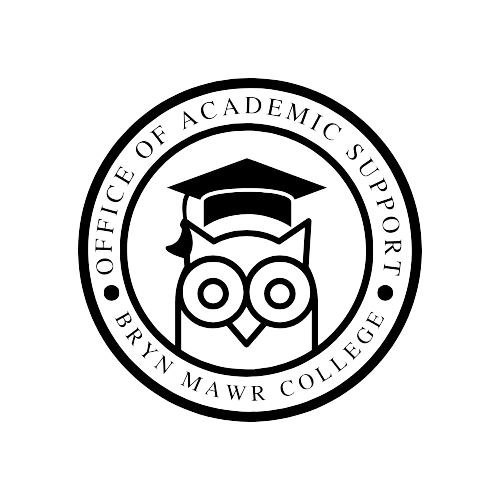 OFFICE OF ACADEMIC SUPPORT
BRYN MAWR COLLEGE